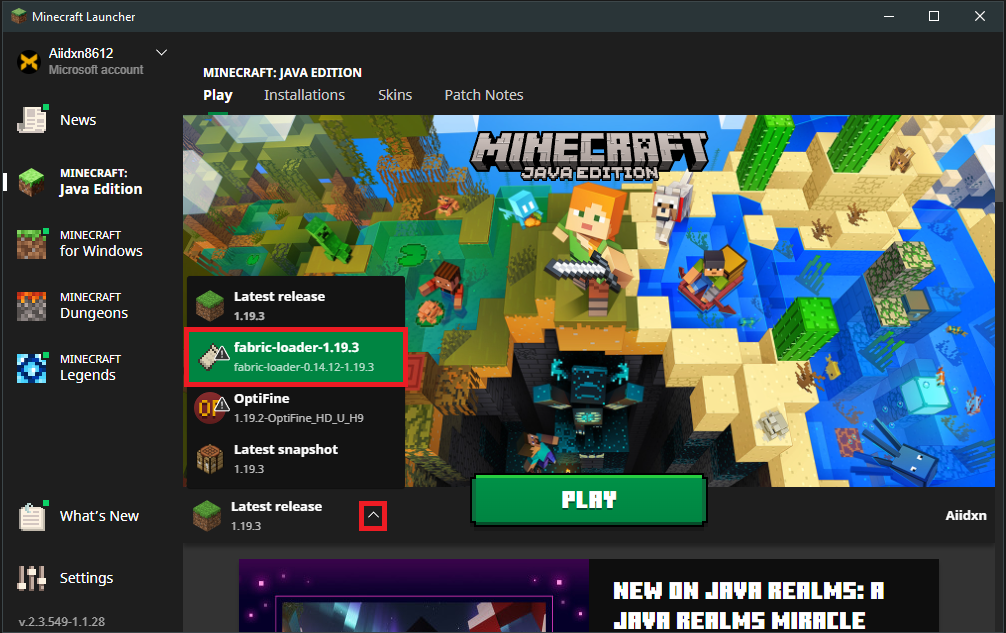 Minecraft Launcher
Aiidxn8612
Microsoft account
News
MINECRAFT:
Java Edition
MINECRAFT
for Windows
MINECRAFT
Dungeons
MINECRAFT
Legends
What's New
Settings
v.2.3.549-1.1.28
MINECRAFT: JAVA EDITION
Play Installations Skins Patch Notes
MINECRAFT
JAVA EDITION
Latest release
1.19.3
fabric-loader-1.19.3
fabric-loader-0.14.12-1.19.3
OF
OptiFine
1.19.2-OptiFine_HD_U_H9
Latest snapshot
1.19.3
Latest release
1.19.3
PLAY
Aiidxn
NEW ON JAVA REALMS: A
JAVA REALMS MIRACLE